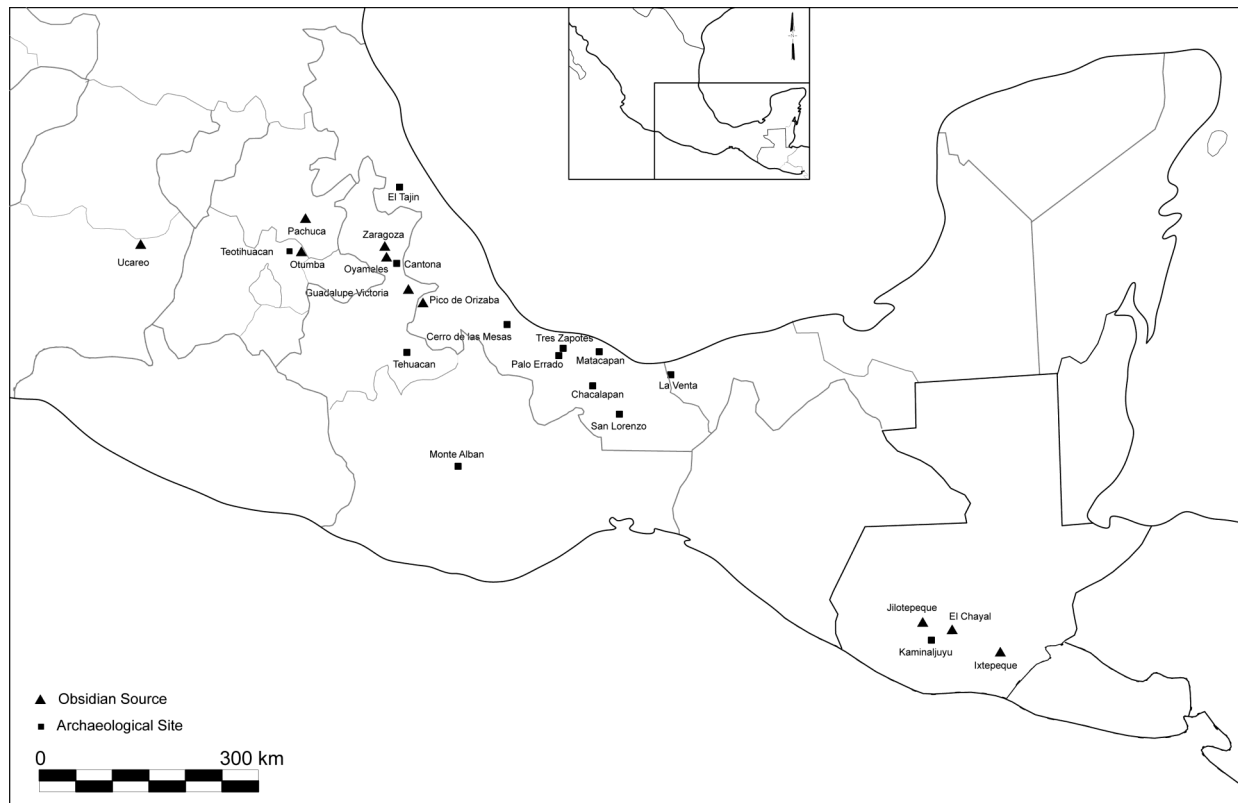 El Tajin
Pachuca
Zaragoza
Teotihuacan
Otumba
Ucareo
Oyameles
Cantona
Guadalupe Victoria
Pico de Orizaba
Cerro de las Mesas
Tres Zapotes
Palo Errado
Matacapan
Tehuacan
La Venta
Chacalapan
San Lorenzo
Monte Alban
Jilotepeque
El Chayal
Kaminaljuyu
Ixtepeque
Obsidian Source
Archaeological Site
0 300 km